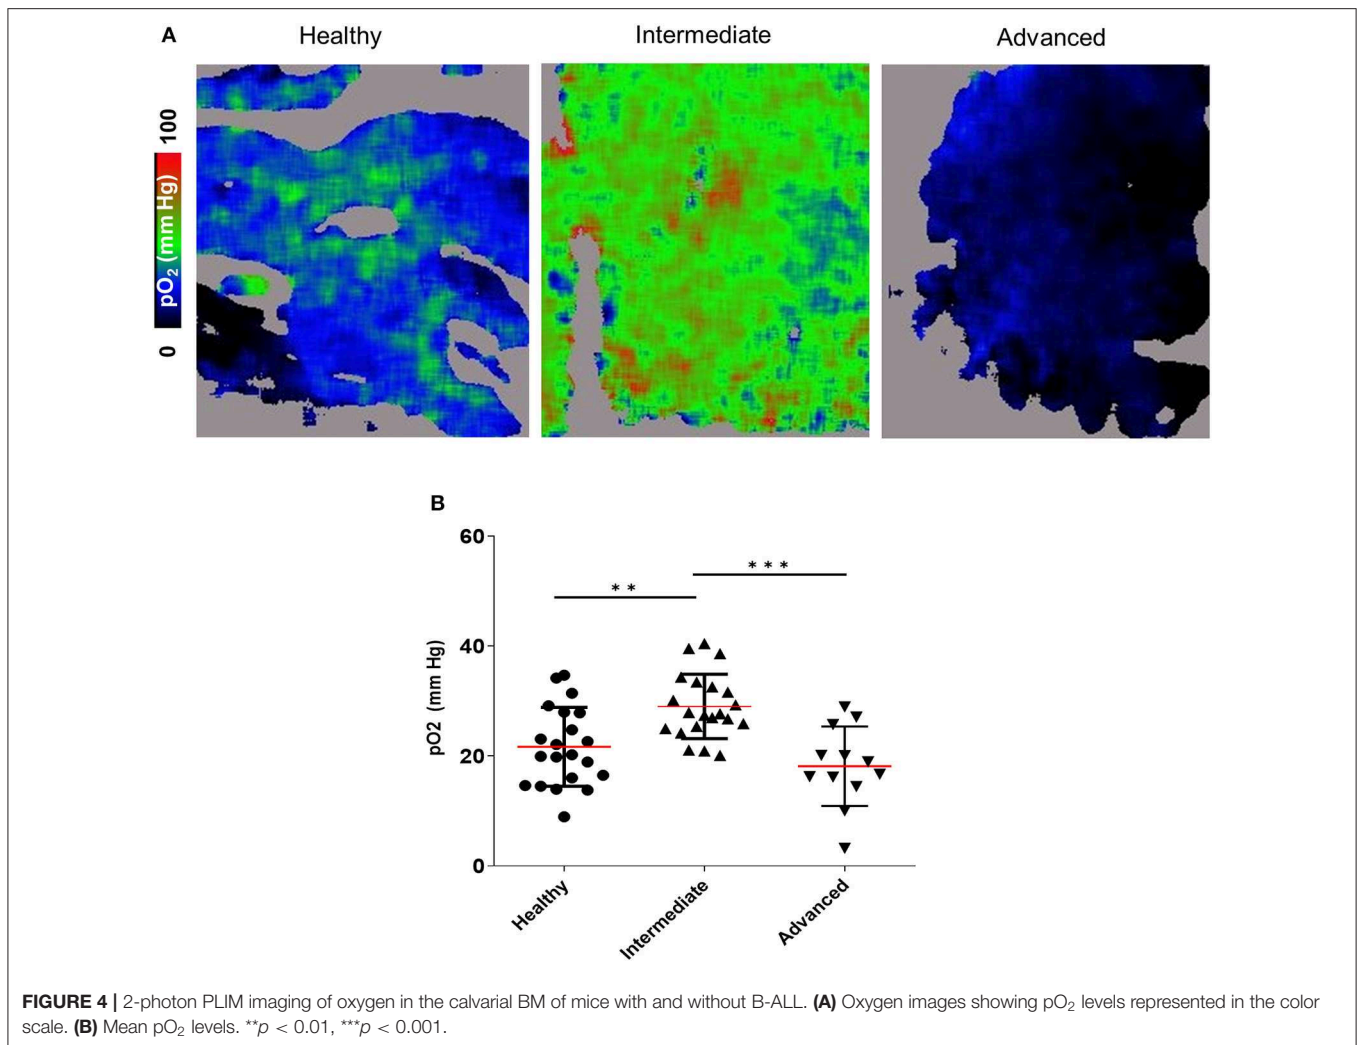 A
Healthy
Intermediate
Advanced
0 pO2 (mm Hg) 100
B
60
40
20
0
pO2 (mm Hg)
**
***
Healthy
Intermediate
Advanced
FIGURE 4 | 2-photon PLIM imaging of oxygen in the calvarial BM of mice with and without B-ALL. (A) Oxygen images showing pO2 levels represented in the color
scale. (B) Mean pO2 levels. **p < 0.01, ***p < 0.001.